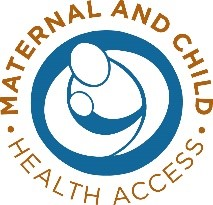 MATERNAL AND CHILD
• HEALTH ACCESS •